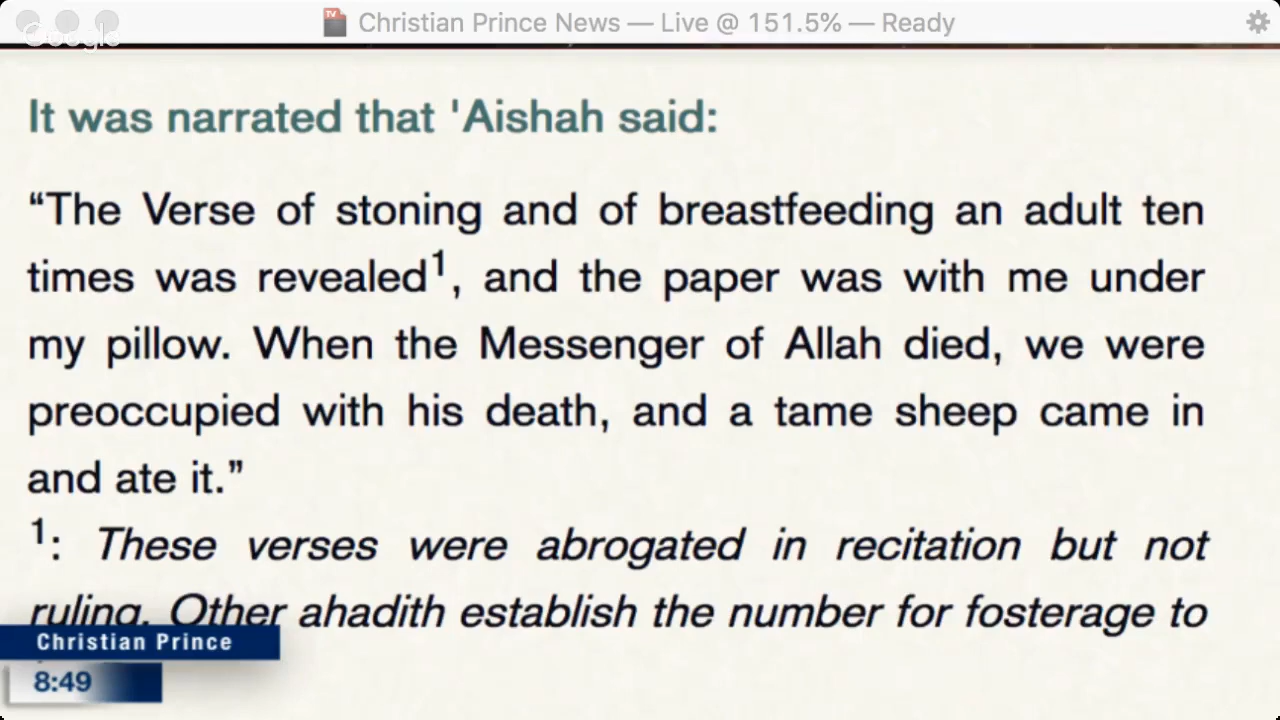 TV
Christian Prince News — Live @ 151.5% — Ready
Google
It was narrated that 'Aishah said:
“The Verse of stoning and of breastfeeding an adult ten
times was revealed¹, and the paper was with me under
my pillow. When the Messenger of Allah died, we were
preoccupied with his death, and a tame sheep came in
and ate it.”
¹: These verses were abrogated in recitation but not
ruling. Other ahadith establish the number for fosterage to
Christian Prince
8:49